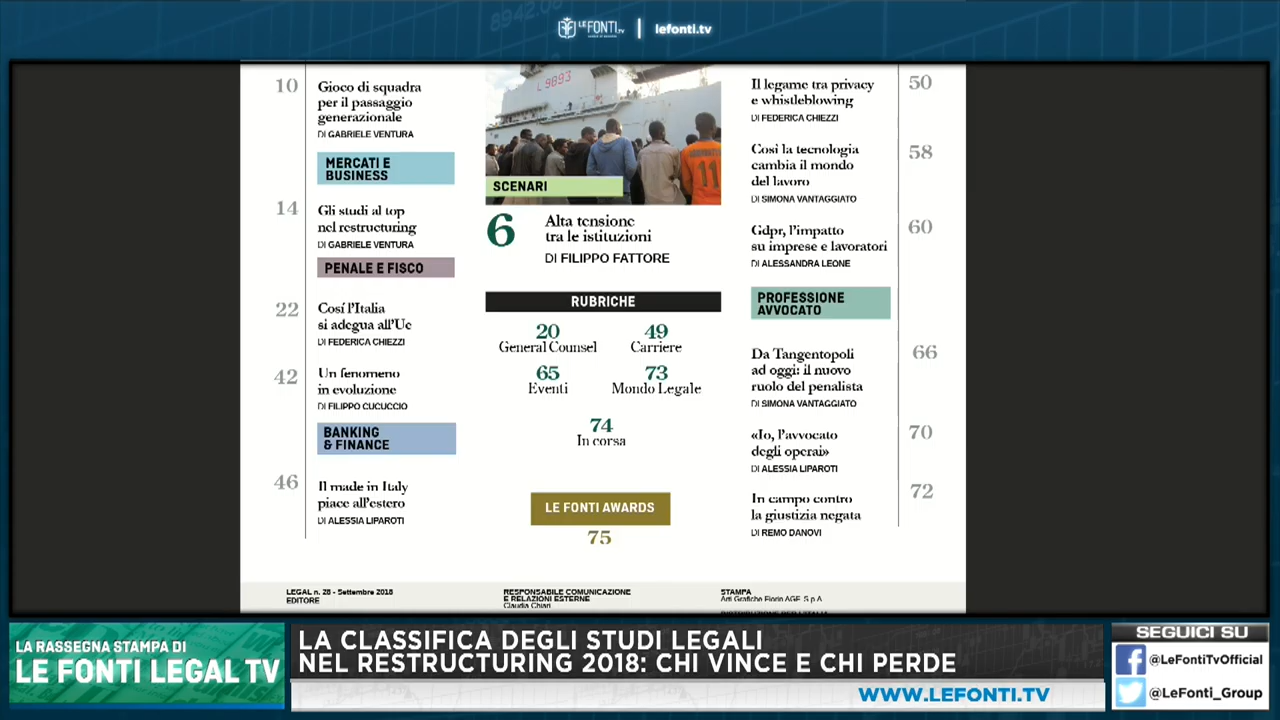 LE FONTI.TV
lefonti.tv
10
Gioco di squadra
per il passaggio
generazionale
DI GABRIELE VENTURA
MERCATI E
BUSINESS
14
Gli studi al top
nel restructuring
DI GABRIELE VENTURA
PENALE E FISCO
22
Cosí l'Italia
si adegua all'Ue
DI FEDERICA CHIEZZI
42
Un fenomeno
in evoluzione
DI FILIPPO CUCUCCIO
BANKING
& FINANCE
46
Il made in Italy
piace all'estero
DI ALESSIA LIPAROTI
L 9893
11
SCENARI
6
Alta tensione
tra le istituzioni
DI FILIPPO FATTORE
RUBRICHE
20
General Counsel
49
Carriere
65
Eventi
73
Mondo Legale
74
In corsa
LE FONTI AWARDS
75
Il legame tra privacy
e whistleblowing
DI FEDERICA CHIEZZI
50
Così la tecnologia
cambia il mondo
del lavoro
DI SIMONA VANTAGGIATO
58
Gdpr, l'impatto
su imprese e lavoratori
DI ALESSANDRA LEONE
60
PROFESSIONE
AVVOCATO
Da Tangentopoli
ad oggi: il nuovo
ruolo del penalista
DI SIMONA VANTAGGIATO
66
«Io, l'avvocato
degli operai»
DI ALESSIA LIPAROTI
70
In campo contro
la giustizia negata
DI REMO DANOVI
72
LEGAL n. 28 - Settembre 2018
EDITORE
RESPONSABILE COMUNICAZIONE
E RELAZIONI ESTERNE
Claudia Chiari
STAMPA
Arti Grafiche Fiorin AGF S.p.A.
LA RASSEGNA STAMPA DI
LE FONTI LEGAL TV
LA CLASSIFICA DEGLI STUDI LEGALI
NEL RESTRUCTURING 2018: CHI VINCE E CHI PERDE
WWW.LEFONTI.TV
SEGUICI SU
@LeFontiTvOfficial
@LeFonti_Group